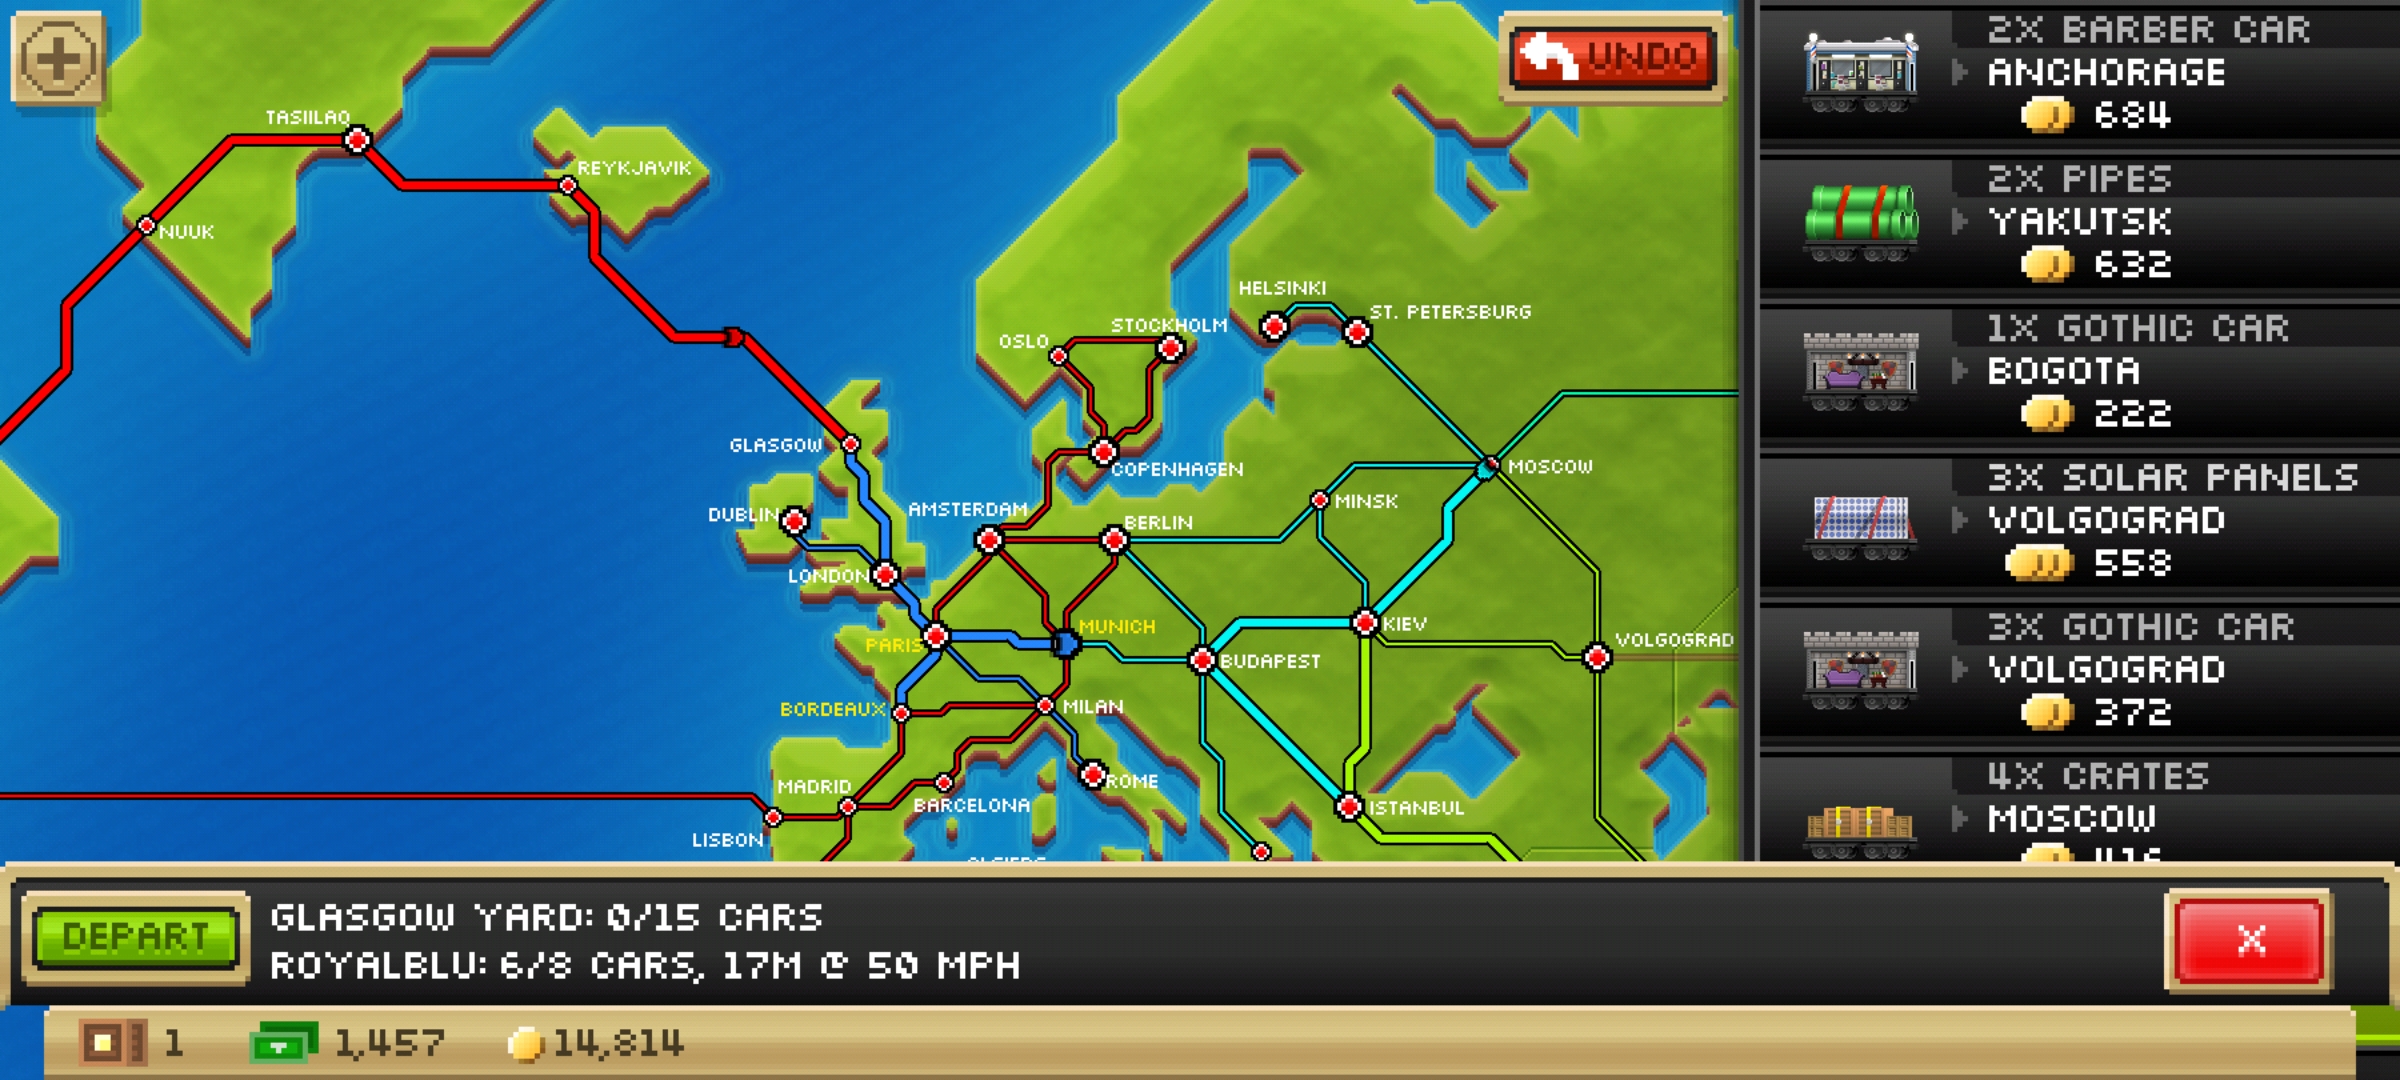 UNDO
TASIILAQ
REYKJAVIK
NUUK
HELSINKI
ST. PETERSBURG
STOCKHOLM
OSLO
GLASGOW
COPENHAGEN
MOSCOW
MINSK
AMSTERDAM
DUBLIN
BERLIN
LONDON
KIEV
MUNICH
PARIS
VOLGOGRAD
BUDAPEST
BORDEAUX
MILAN
MADRID
ROME
BARCELONA
ISTANBUL
LISBON
2X BARBER CAR
ANCHORAGE
684
2X PIPES
YAKUTSK
632
1X GOTHIC CAR
BOGOTA
222
3X SOLAR PANELS
VOLGOGRAD
558
3X GOTHIC CAR
VOLGOGRAD
372
4X CRATES
MOSCOW
DEPART
GLASGOW YARD: 0/15 CARS
ROYALBLU: 6/8 CARS, 17M @ 50 MPH
X
1
1,457
14,814